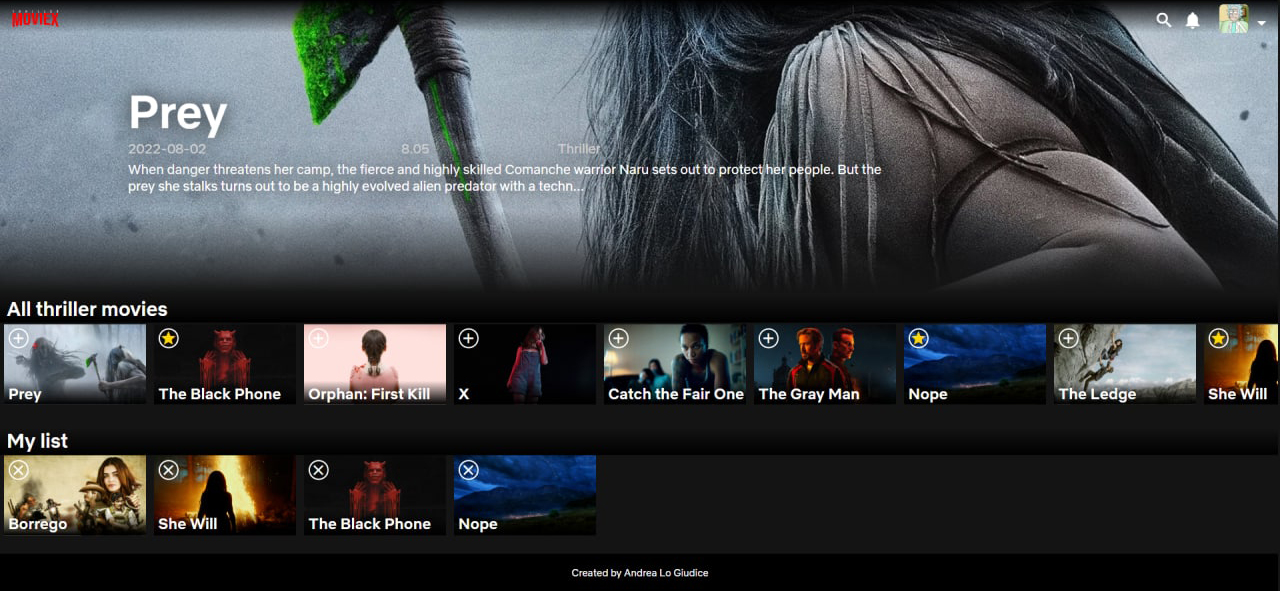 THRILLER
MOVIEX
Prey
2022-08-02 8.05 Thriller
When danger threatens her camp, the fierce and highly skilled Comanche warrior Naru sets out to protect her people. But the
prey she stalks turns out to be a highly evolved alien predator with a techn...
All thriller movies
Prey
The Black Phone
Orphan: First Kill
X
Catch the Fair One
The Gray Man
Nope
The Ledge
She Will
My list
Borrego
She Will
The Black Phone
Nope
Created by Andrea Lo Giudice